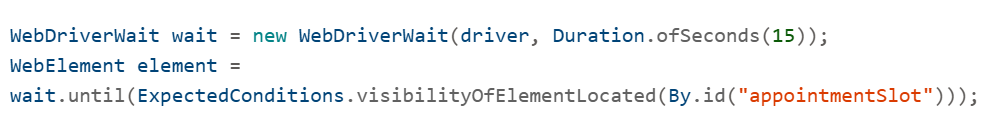 WebDriverWait wait = new WebDriverWait(driver, Duration.ofSeconds(15));
WebElement element =
wait.until(ExpectedConditions.visibilityOfElementLocated(By.id("appointmentSlot")));